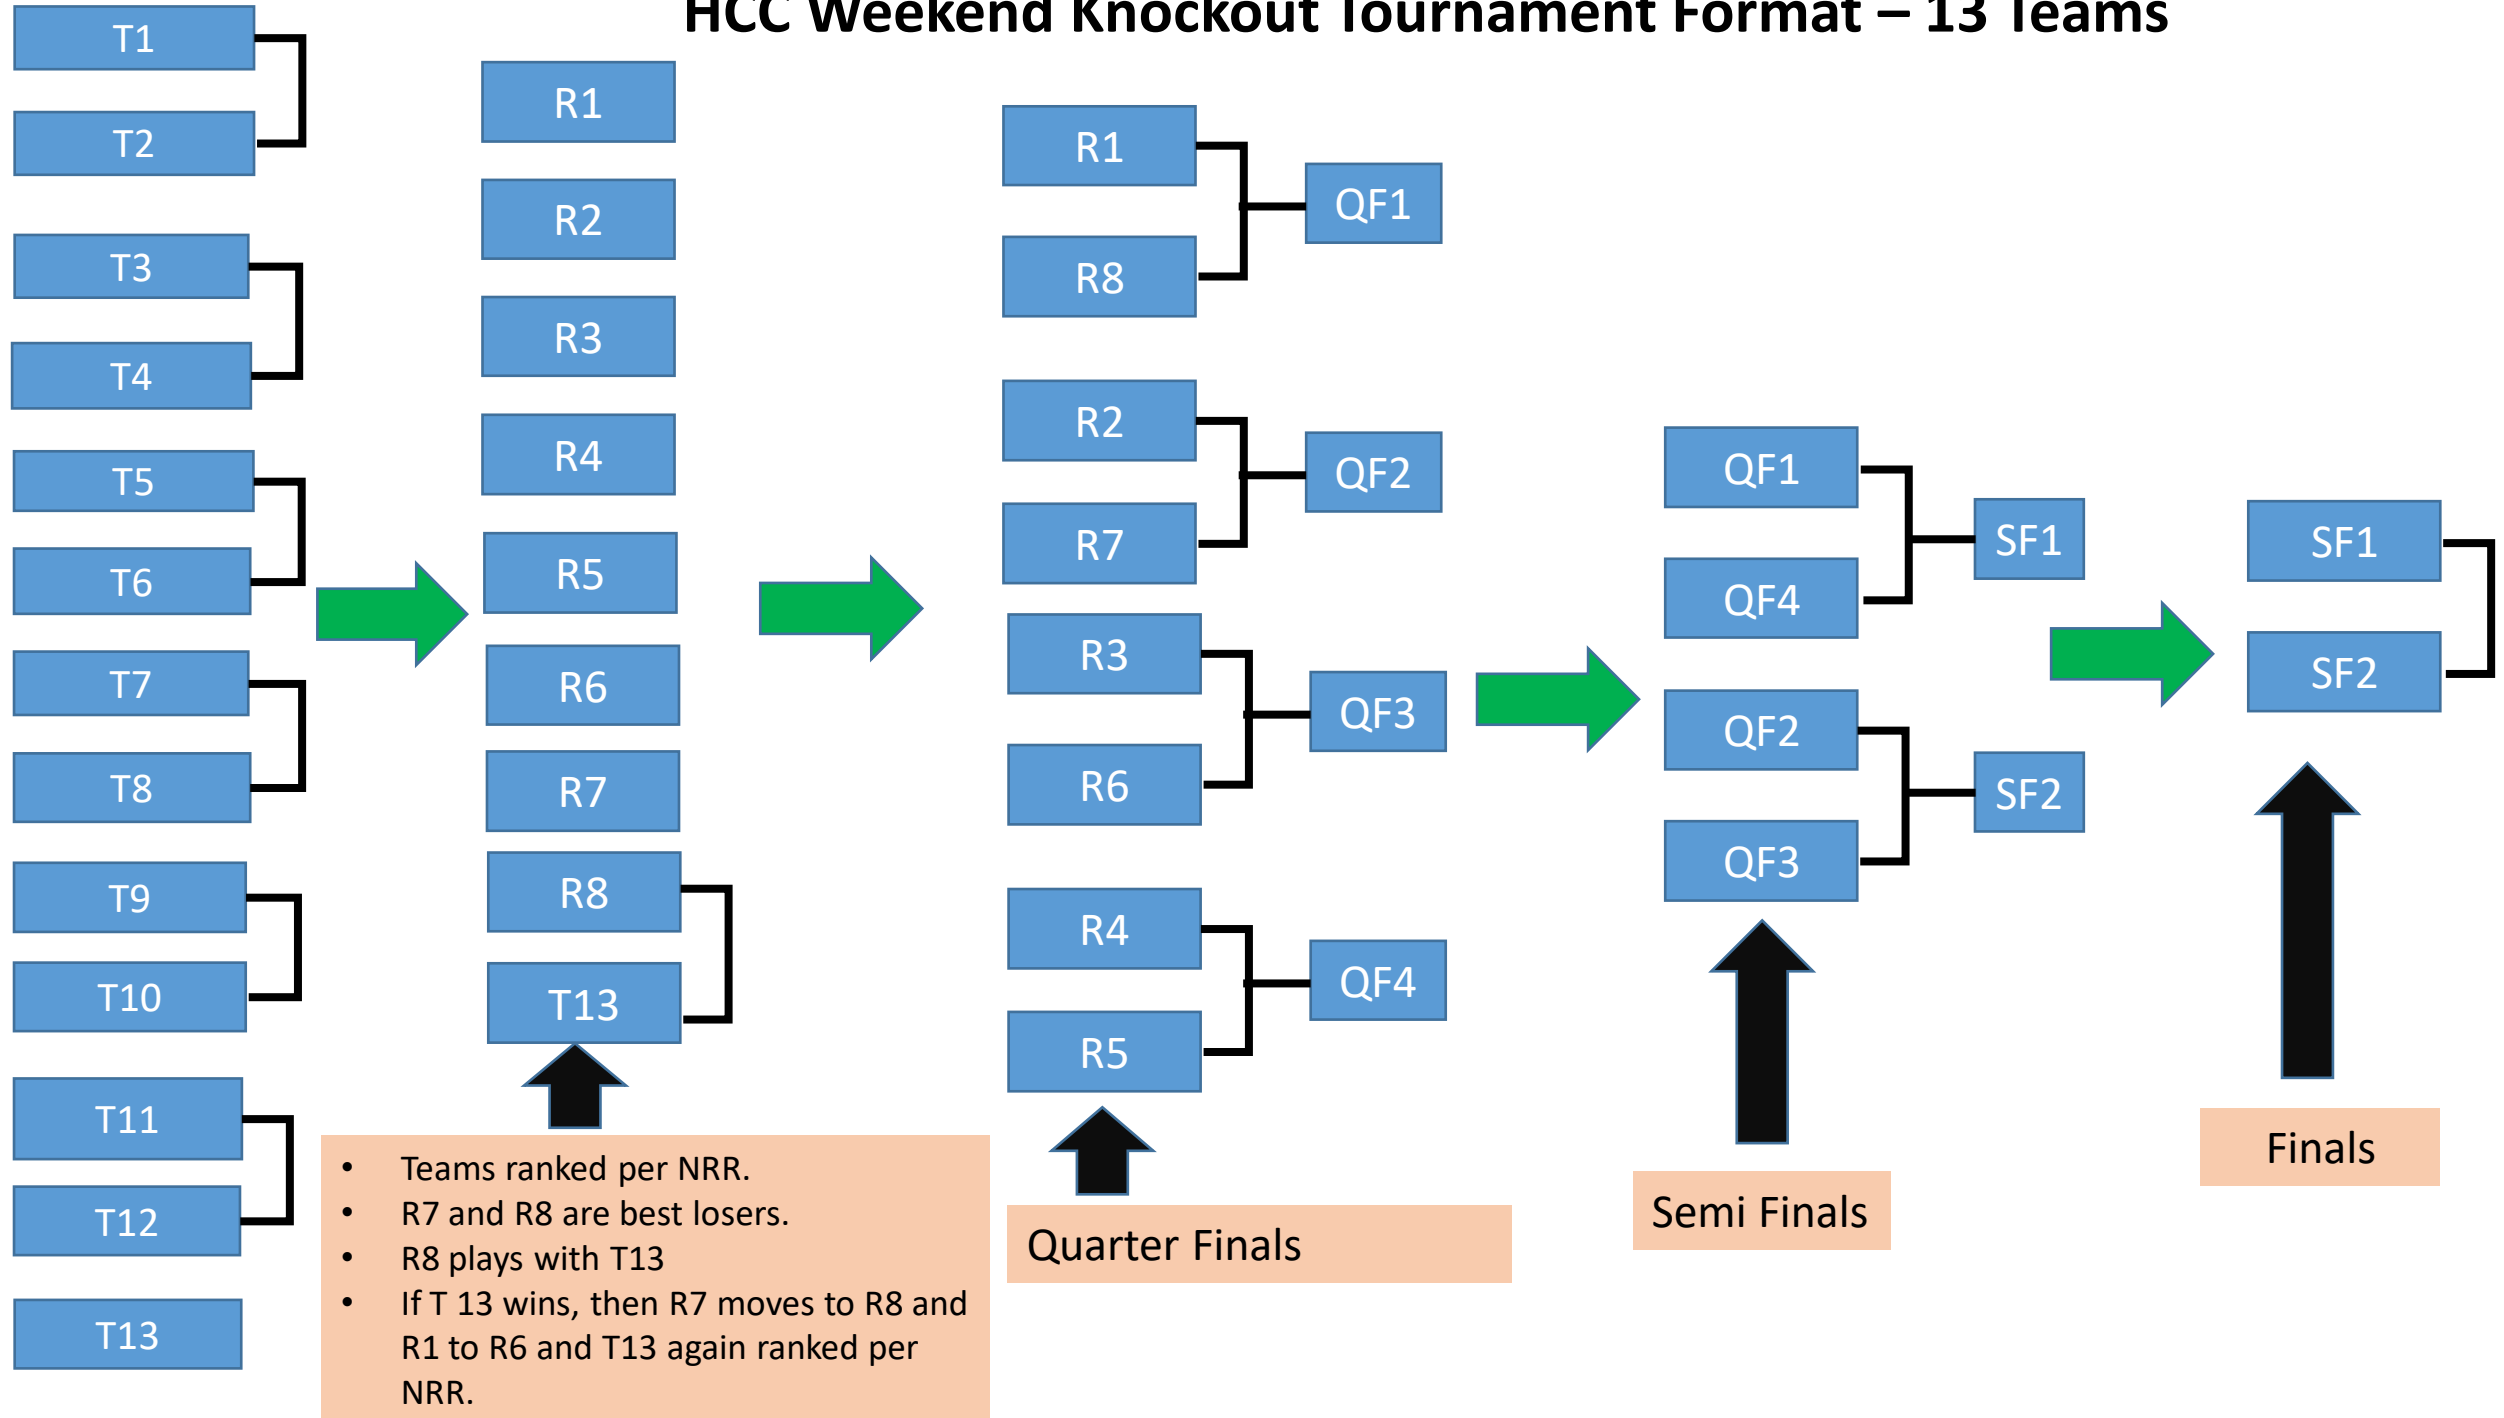 HCC Weekend Knockout Tournament Format – 13 Teams
T1
T2
T3
T4
T5
T6
T7
T8
T9
T10
T11
T12
T13
R1
R2
R3
R4
R5
R6
R7
R8
T13
• Teams ranked per NRR.
• R7 and R8 are best losers.
• R8 plays with T13
• If T 13 wins, then R7 moves to R8 and
R1 to R6 and T13 again ranked per
NRR.
R1
R8
QF1
R2
R7
QF2
R3
R6
QF3
R4
R5
QF4
Quarter Finals
QF1
QF4
SF1
QF2
QF3
SF2
Semi Finals
SF1
SF2
Finals